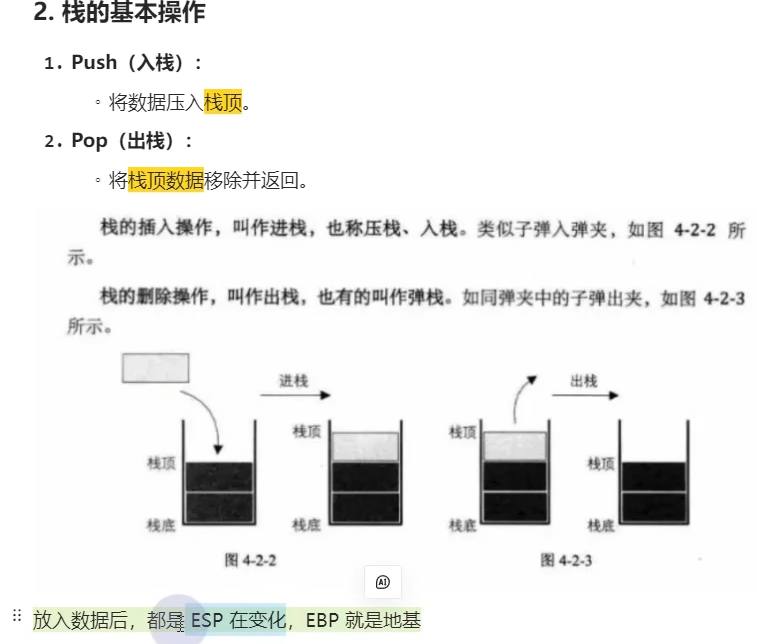 2. 栈的基本操作
1. Push（入栈）：
◦ 将数据压入栈顶。
2. Pop（出栈）：
◦ 将栈顶数据移除并返回。
栈的插入操作，叫作进栈，也称压栈、入栈。类似子弹入弹夹，如图 4-2-2 所
示。
栈的删除操作，叫作出栈，也有的叫作弹栈。如同弹夹中的子弹出夹，如图 4-2-3
所示。
进栈
出栈
栈顶
栈顶
栈顶
栈顶
栈底
栈底
栈底
栈底
图 4-2-2
图 4-2-3
AI
放入数据后，都是 ESP 在变化，EBP 就是地基